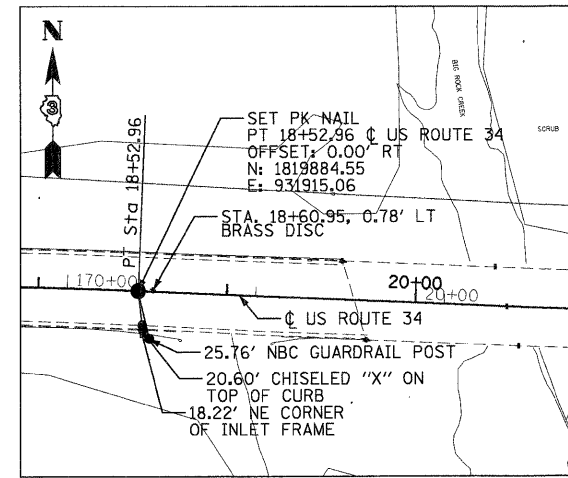 N
3
BIG ROCK CREEK
SCRUB
SET PK NAIL
PT 18+52.96 ℄ US ROUTE 34
OFFSET: 0.00' RT
N: 1819884.55
E: 931915.06
PT Sta 18+52.96
STA. 18+60.95, 0.78' LT
BRASS DISC
170+00
20+00
20+00
℄ US ROUTE 34
25.76' NBC GUARDRAIL POST
20.60' CHISELED "X" ON
TOP OF CURB
18.22' NE CORNER
OF INLET FRAME